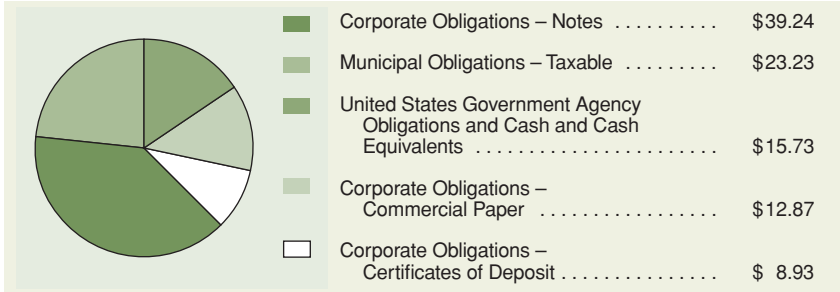 Corporate Obligations – Notes .......... $39.24
Municipal Obligations – Taxable ......... $23.23
United States Government Agency
Obligations and Cash and Cash
Equivalents ....................... $15.73
Corporate Obligations –
Commercial Paper ................. $12.87
Corporate Obligations –
Certificates of Deposit ............... $ 8.93